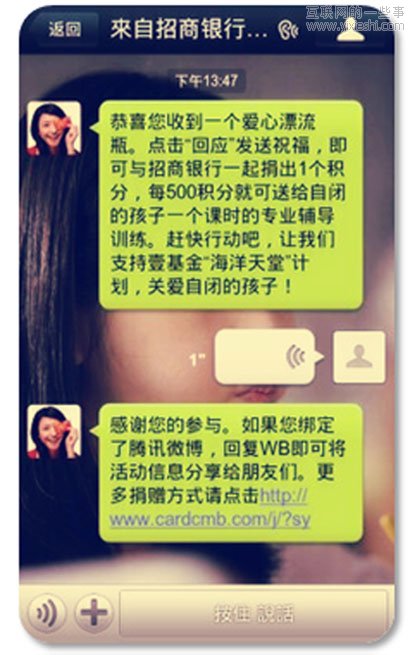 互联网的一些事
www.yixieshi.com
返回
來自招商银行...
下午13:47
恭喜您收到一个爱心漂流
瓶。点击“回应”发送祝福，即
可与招商银行一起捐出1个积
分，每500积分就可送给自闭
的孩子一个课时的专业辅导
训练。赶快行动吧，让我们
支持壹基金“海洋天堂”计
划，关爱自闭的孩子！
1"
感谢您的参与。如果您绑定
了腾讯微博，回复WB即可将
活动信息分享给朋友们。更
多捐赠方式请点击http://
www.cardcmb.com/j/?sy
按住 說話